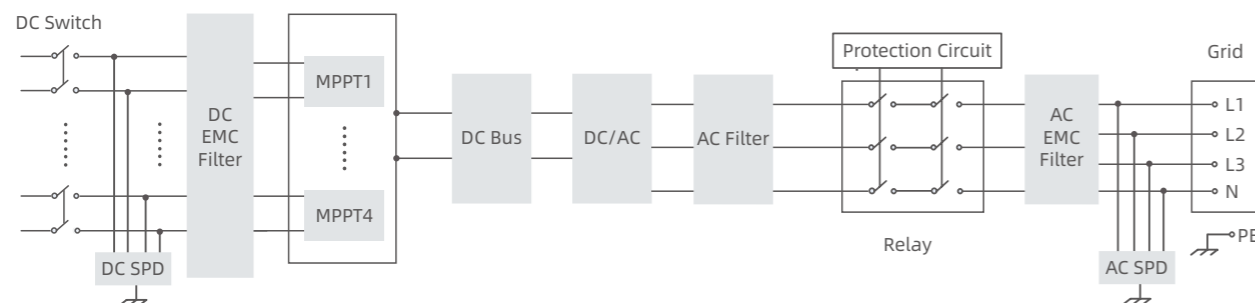 DC Switch
DC
EMC
Filter
DC SPD
MPPT1
MPPT4
DC Bus
DC/AC
AC Filter
Protection Circuit
Relay
AC
EMC
Filter
AC SPD
Grid
L1
L2
L3
N
PE